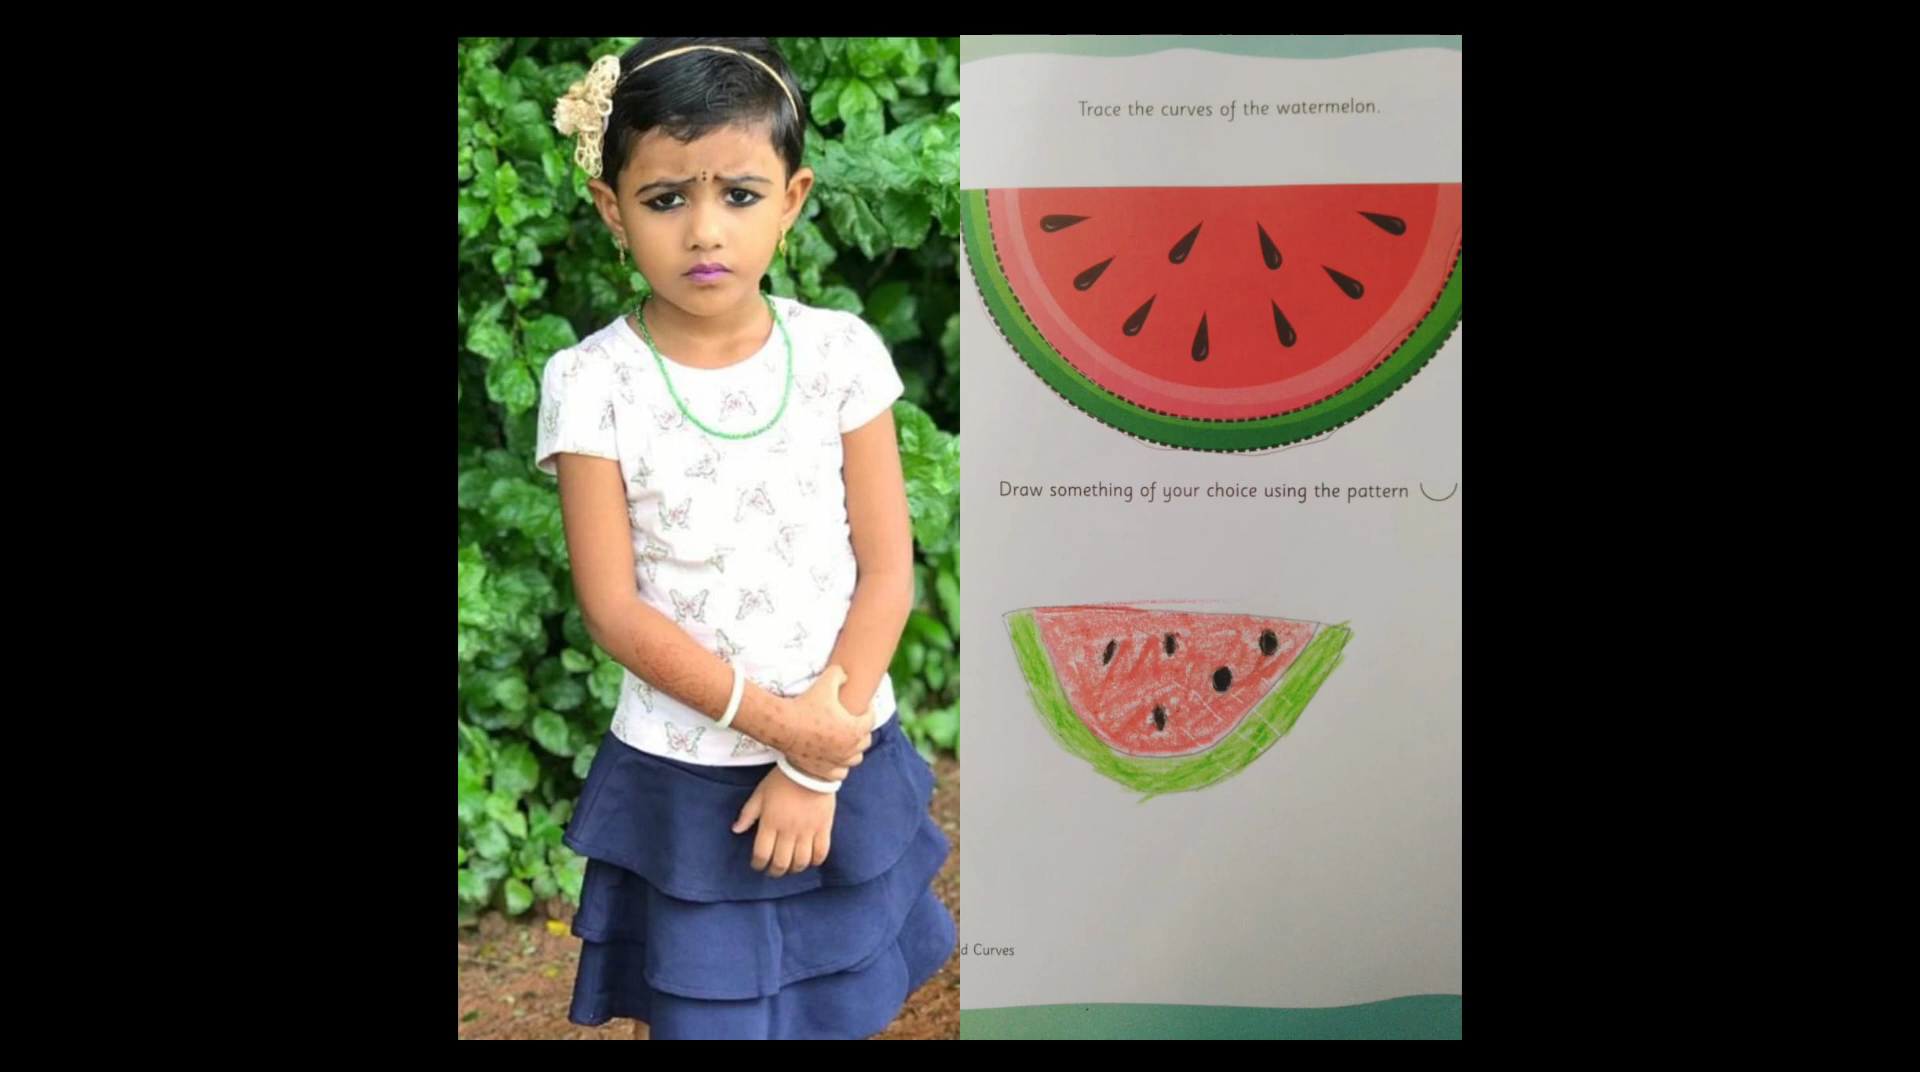 Trace the curves of the watermelon.
Draw something of your choice using the pattern
d Curves